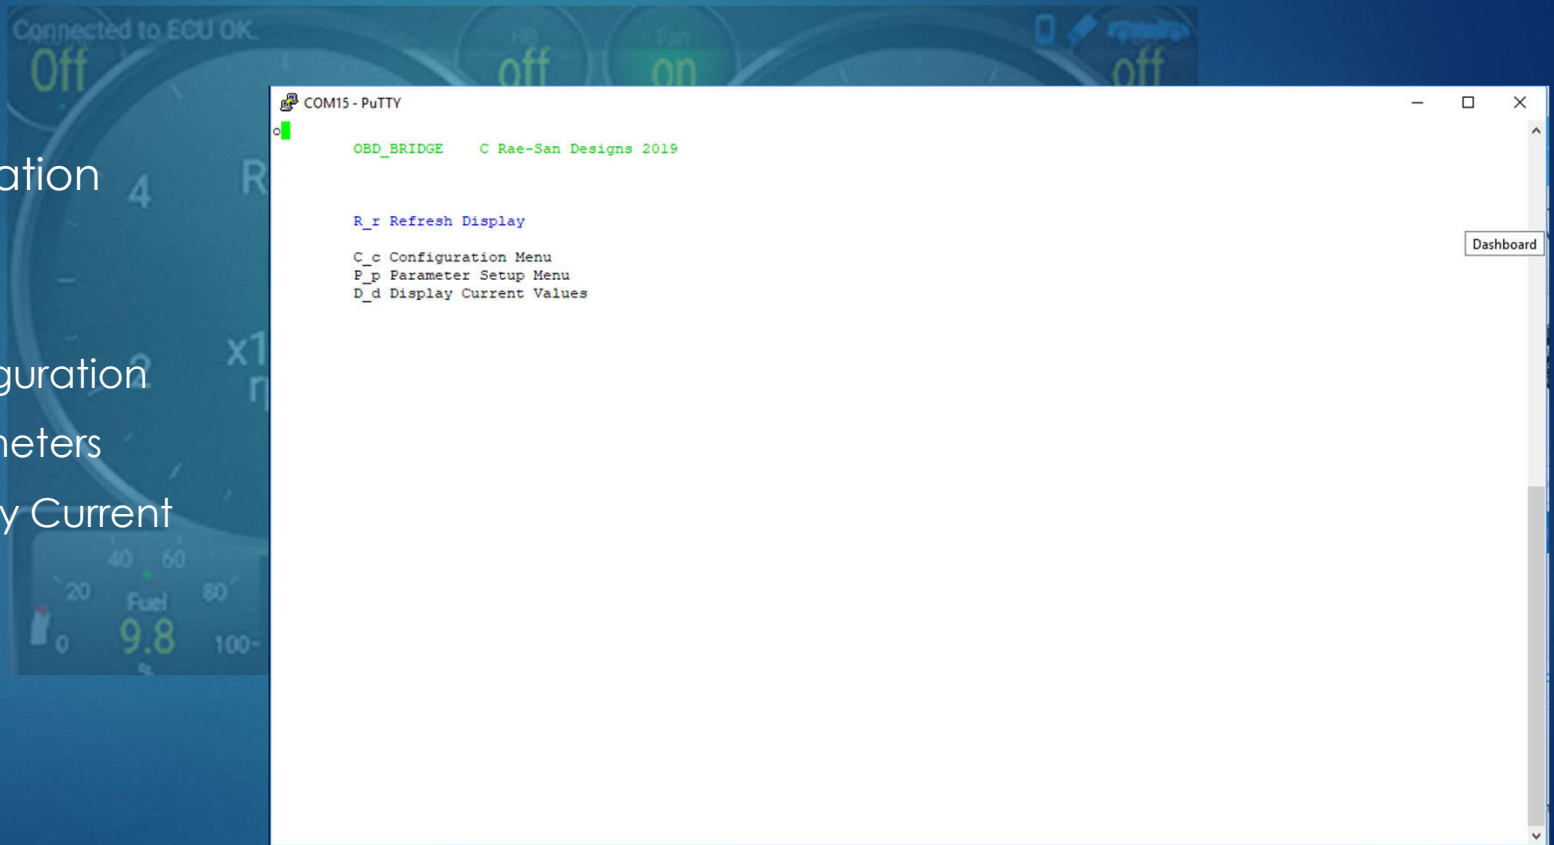 Connected to ECU OK.
Off
off
Fan
on
off
COM15 - PuTTY
o
OBD_BRIDGE C Rae-San Designs 2019
ation
4
R
R_r Refresh Display
Dashboard
C_c Configuration Menu
P_p Parameter Setup Menu
D_d Display Current Values
2
x1
guration
neters
y Current
40 60
20 Fuel 80
0 9.8 100